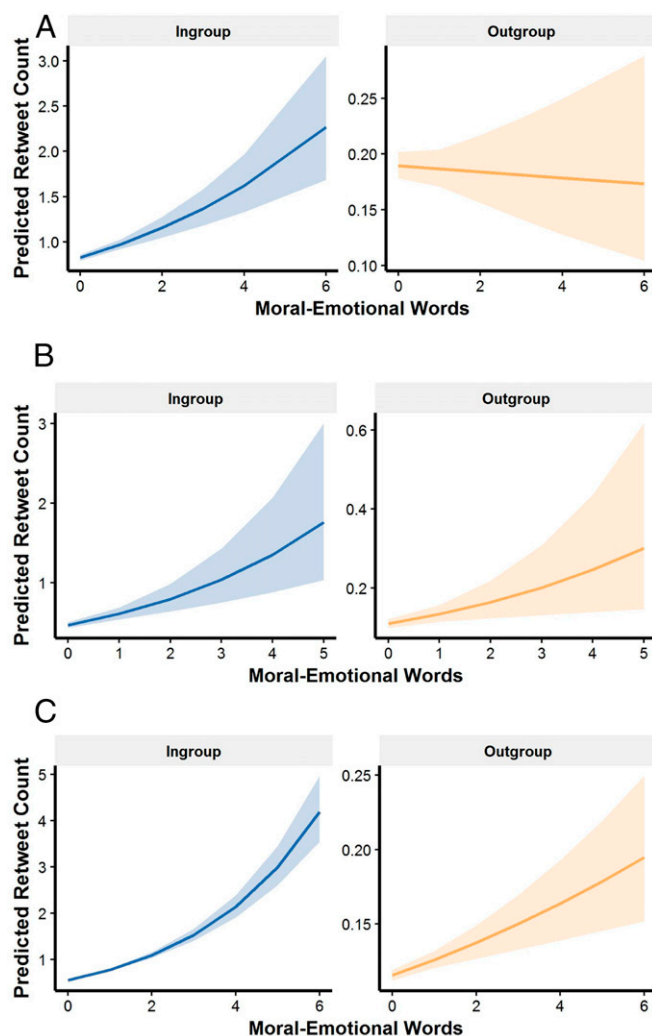 A
Ingroup
Outgroup
Predicted Retweet Count
3.0
2.5
2.0
1.5
1.0
0.25
0.20
0.15
0.10
0 2 4 6
0 2 4 6
Moral-Emotional Words
B
Ingroup
Outgroup
Predicted Retweet Count
3
2
1
0.6
0.4
0.2
0 1 2 3 4 5
0 1 2 3 4 5
Moral-Emotional Words
C
Ingroup
Outgroup
Predicted Retweet Count
5
4
3
2
1
0.25
0.20
0.15
0 2 4 6
0 2 4 6
Moral-Emotional Words